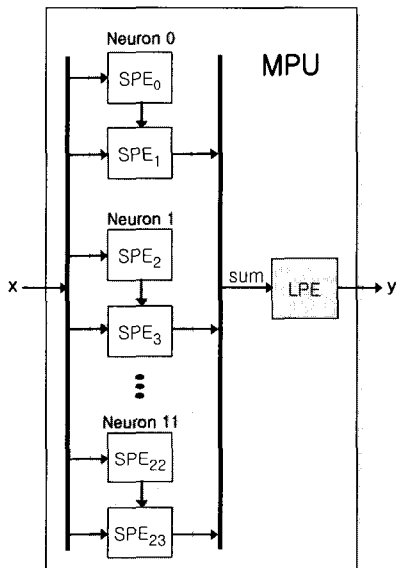 Neuron 0
MPU
SPE0
SPE1
Neuron 1
SPE2
x
sum
LPE
y
SPE3
Neuron 11
SPE22
SPE23